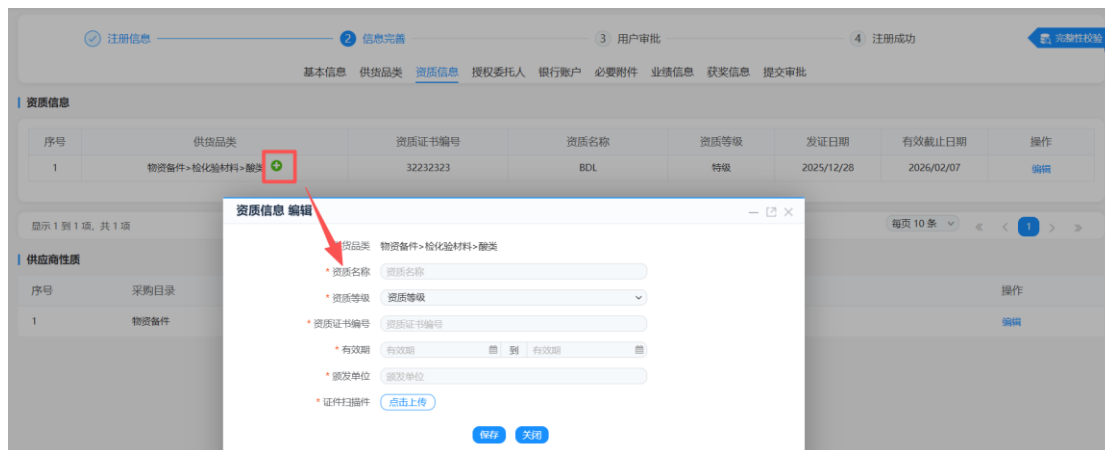 注册信息 2 信息完善 3 用户审批 4 注册成功 完整性校验
基本信息 供货品类 资质信息 授权委托人 银行账户 必要附件 业绩信息 获奖信息 提交审批
资质信息
序号 供货品类 资质证书编号 资质名称 资质等级 发证日期 有效截止日期 操作
1 物资备件>检化验材料>酸类 32232323 BDL 特级 2025/12/28 2026/02/07 编辑
显示 1 到 1 项, 共 1 项 每页 10 条 « < 1 > »
供应商性质
序号 采购目录 操作
1 物资备件 编辑
资质信息 编辑
货品类 物资备件>检化验材料>酸类
* 资质名称 资质名称
* 资质等级 资质等级
* 资质证书编号 资质证书编号
* 有效期 有效期 到 有效期
* 颁发单位 颁发单位
* 证件扫描件 点击上传
保存 关闭